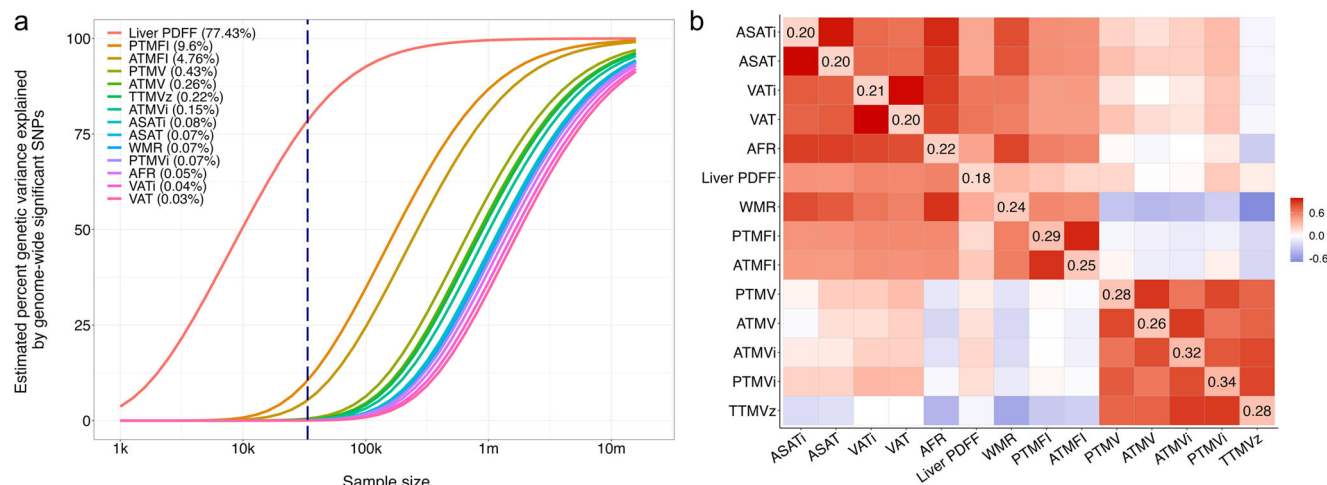 a
Estimated percent genetic variance explained
by genome-wide significant SNPs
100
75
50
25
0
Liver PDFF (77.43%)
PTMFI (9.6%)
ATMFI (4.76%)
PTMV (0.43%)
ATMV (0.26%)
TTMVz (0.22%)
ATMVi (0.15%)
ASATi (0.08%)
ASAT (0.07%)
WMR (0.07%)
PTMVi (0.07%)
AFR (0.05%)
VATi (0.04%)
VAT (0.03%)
1k
10k
100k
1m
10m
Sample size
b
ASATi
ASAT
VATi
VAT
AFR
Liver PDFF
WMR
PTMFI
ATMFI
PTMV
ATMV
ATMVi
PTMVi
TTMVz
0.20
0.20
0.21
0.20
0.22
0.18
0.24
0.29
0.25
0.28
0.26
0.32
0.34
0.28
ASATi
ASAT
VATi
VAT
AFR
Liver PDFF
WMR
PTMFI
ATMFI
PTMV
ATMV
ATMVi
PTMVi
TTMVz
0.6
0.0
-0.6